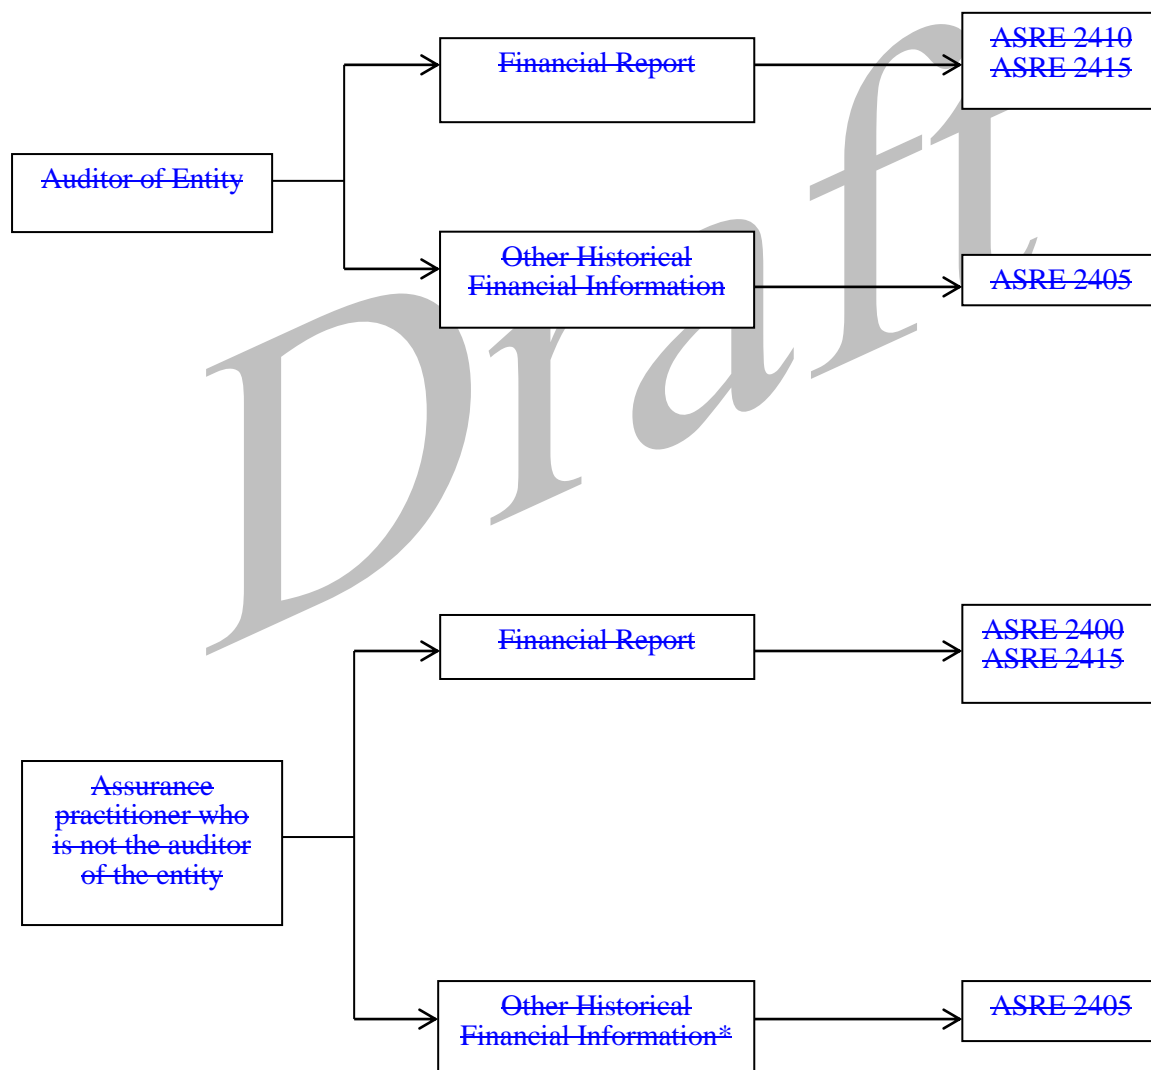 Auditor of Entity
Financial Report
ASRE 2410
ASRE 2415
Other Historical
Financial Information
ASRE 2405
Draft
Assurance
practitioner who
is not the auditor
of the entity
Financial Report
ASRE 2400
ASRE 2415
Other Historical
Financial Information*
ASRE 2405